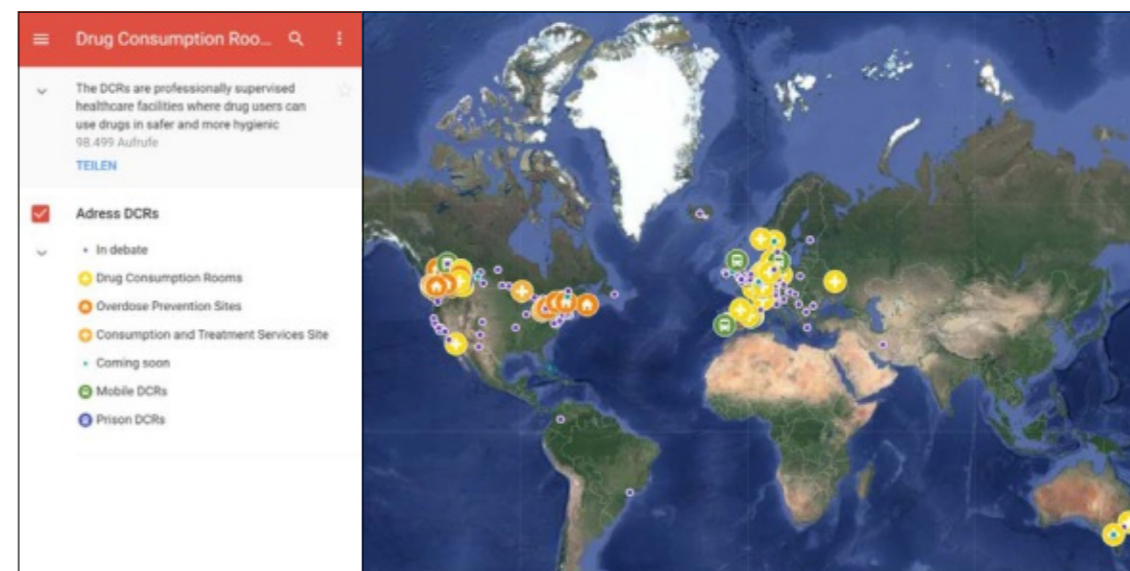 Drug Consumption Roo...
The DCRs are professionally supervised
healthcare facilities where drug users can
use drugs in safer and more hygienic
98.499 Aufrufe
TEILEN
Adress DCRs
In debate
Drug Consumption Rooms
Overdose Prevention Sites
Consumption and Treatment Services Site
Coming soon
Mobile DCRs
Prison DCRs